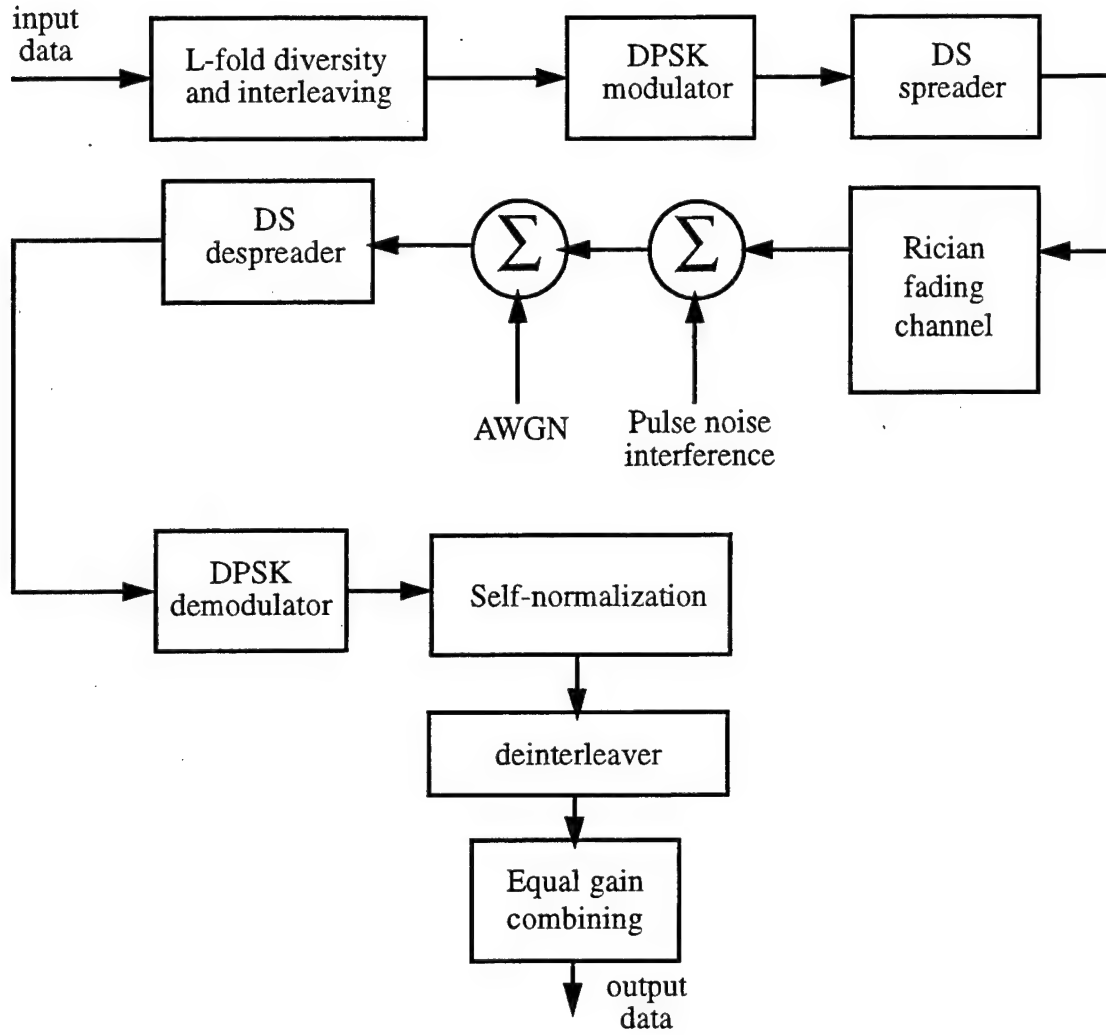 input
data
L-fold diversity
and interleaving
DPSK
modulator
DS
spreader
DS
despreader
Σ
Σ
Rician
fading
channel
AWGN
Pulse noise
interference
DPSK
demodulator
Self-normalization
deinterleaver
Equal gain
combining
output
data